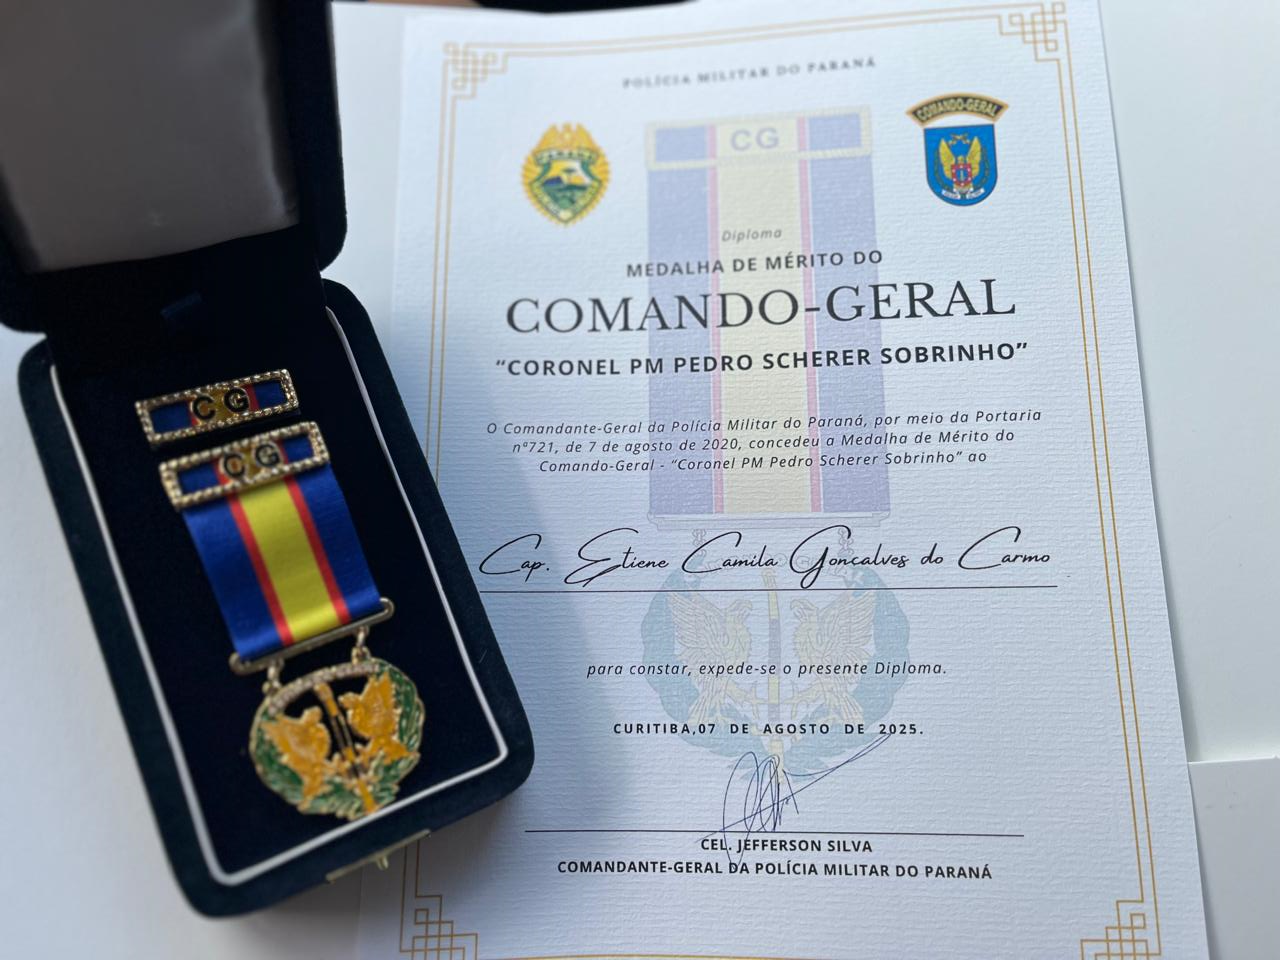 POLÍCIA MILITAR DO PARANÁ
COMANDO-GERAL
CG
Diploma
MEDALHA DE MÉRITO DO
COMANDO-GERAL
“CORONEL PM PEDRO SCHERER SOBRINHO”
O Comandante-Geral da Polícia Militar do Paraná, por meio da Portaria
nº721, de 7 de agosto de 2020, concedeu a Medalha de Mérito do
Comando-Geral - “Coronel PM Pedro Scherer Sobrinho” ao
Cap. Etiene Camila Goncalves do Carmo
para constar, expede-se o presente Diploma.
CURITIBA,07 DE AGOSTO DE 2025.
CEL. JEFFERSON SILVA
COMANDANTE-GERAL DA POLÍCIA MILITAR DO PARANÁ
CG
CG